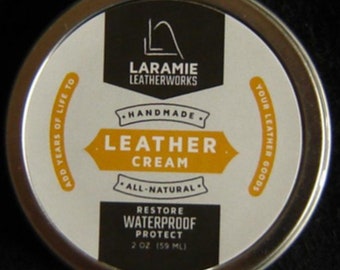 LARAMIE
LEATHERWORKS
HANDMADE
ADD YEARS OF LIFE TO
YOUR LEATHER GOODS
LEATHER
CREAM
ALL-NATURAL
RESTORE
WATERPROOF
PROTECT
2 OZ (59 ML)